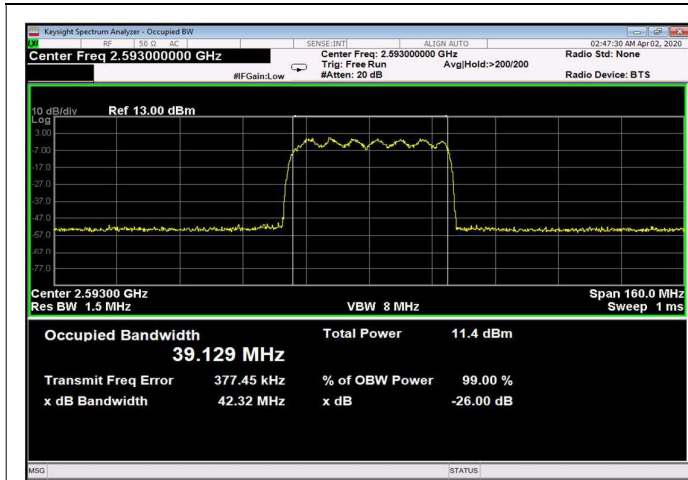 Keysight Spectrum Analyzer - Occupied BW
RF 50 Ω AC SENSE:INT ALIGN AUTO 02:47:30 AM Apr 02, 2020
Center Freq 2.593000000 GHz
Center Freq: 2.593000000 GHz
Radio Std: None
Trig: Free Run Avg|Hold:>200/200
#IFGain:Low #Atten: 20 dB Radio Device: BTS
10 dB/div Ref 13.00 dBm
Log
3.00
-7.00
-17.0
-27.0
-37.0
-47.0
-57.0
-67.0
-77.0
Center 2.59300 GHz Span 160.0 MHz
Res BW 1.5 MHz VBW 8 MHz Sweep 1 ms
Occupied Bandwidth Total Power 11.4 dBm
39.129 MHz
Transmit Freq Error 377.45 kHz % of OBW Power 99.00 %
x dB Bandwidth 42.32 MHz x dB -26.00 dB
MSG STATUS